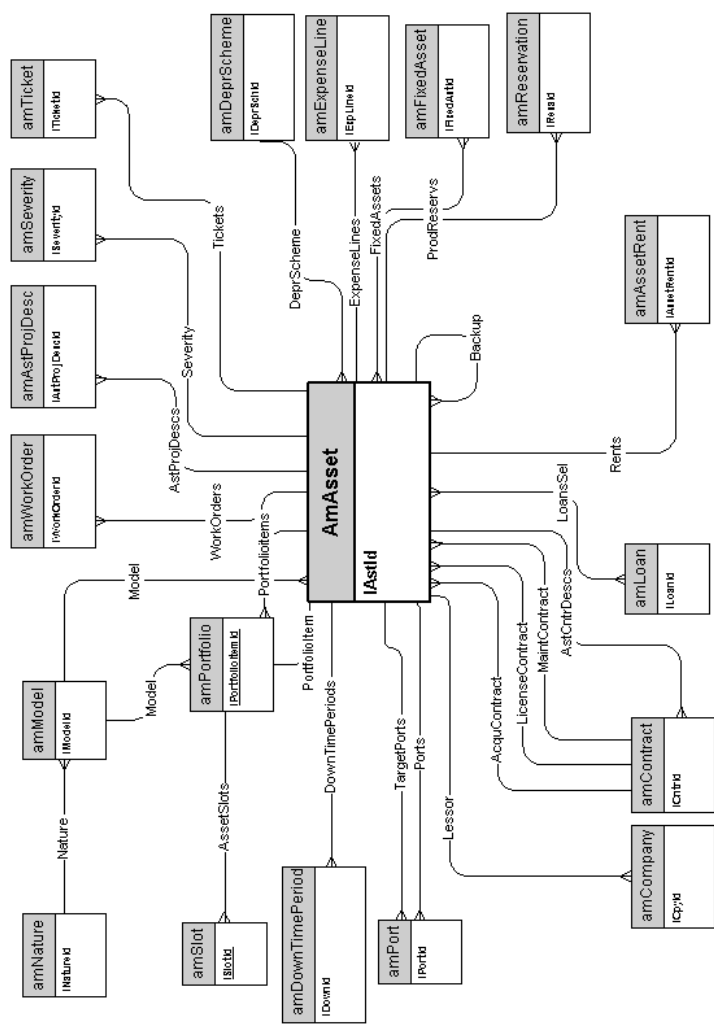 amNature
lNatureId
amModel
lModelId
amWorkOrder
lWorkOrderId
amAstProjDesc
lAstProjDescId
amSeverity
lSeverityId
amTicket
lTicketId
Nature
Model
Model
AstProjDescs
Severity
Tickets
WorkOrders
amSlot
lSlotId
AssetSlots
amPortfolio
lPortfolioItemId
Portfolioitems
PortfolioItem
amDeprScheme
lDeprSchId
DeprScheme
amDownTimePeriod
lDownId
DownTimePeriods
AmAsset
lAstId
amExpenseLine
lExpLineId
ExpenseLines
amPort
lPortId
TargetPorts
Ports
FixedAssets
amFixedAsset
lFixedAstId
ProdReservs
amReservation
lResId
Lessor
Backup
AcquContract
LicenseContract
MaintContract
AstCntrDescs
LoansSel
Rents
amCompany
lCpyId
amContract
lCntrId
amLoan
lLoanId
amAssetRent
lAssetRentId